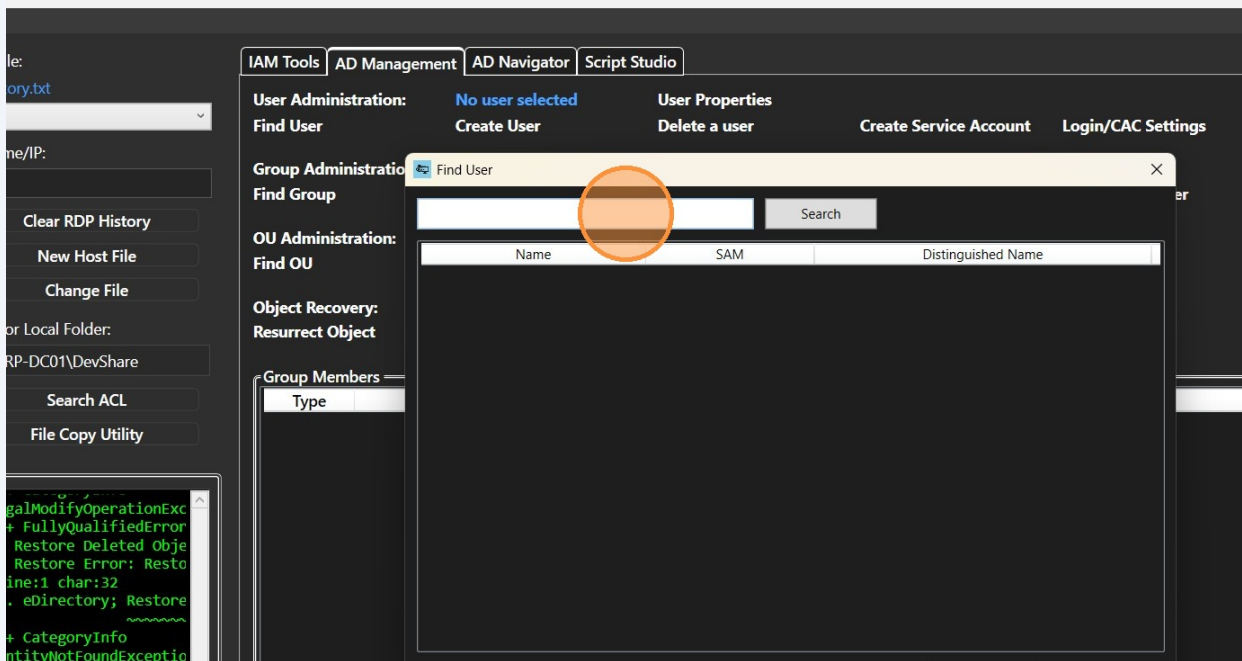 le:
ory.txt
me/IP:
Clear RDP History
New Host File
Change File
or Local Folder:
RP-DC01\DevShare
Search ACL
File Copy Utility
galModifyOperationExc
+ FullyQualifiedError
Restore Deleted Obje
Restore Error: Resto
ine:1 char:32
. eDirectory; Restore
~~~~~~~
+ CategoryInfo
ntityNotFoundExceptio
IAM Tools AD Management AD Navigator Script Studio
User Administration: No user selected User Properties
Find User Create User Delete a user Create Service Account Login/CAC Settings
Group Administratio
Find Group er
OU Administration:
Find OU
Object Recovery:
Resurrect Object
Group Members
Type
Find User
Search
Name SAM Distinguished Name